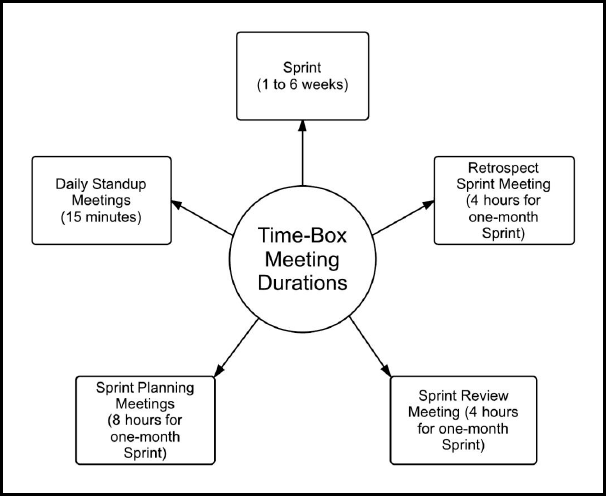 Sprint
(1 to 6 weeks)
Daily Standup
Meetings
(15 minutes)
Retrospect
Sprint Meeting
(4 hours for
one-month
Sprint)
Time-Box
Meeting
Durations
Sprint Planning
Meetings
(8 hours for
one-month
Sprint)
Sprint Review
Meeting (4 hours
for one-month
Sprint)